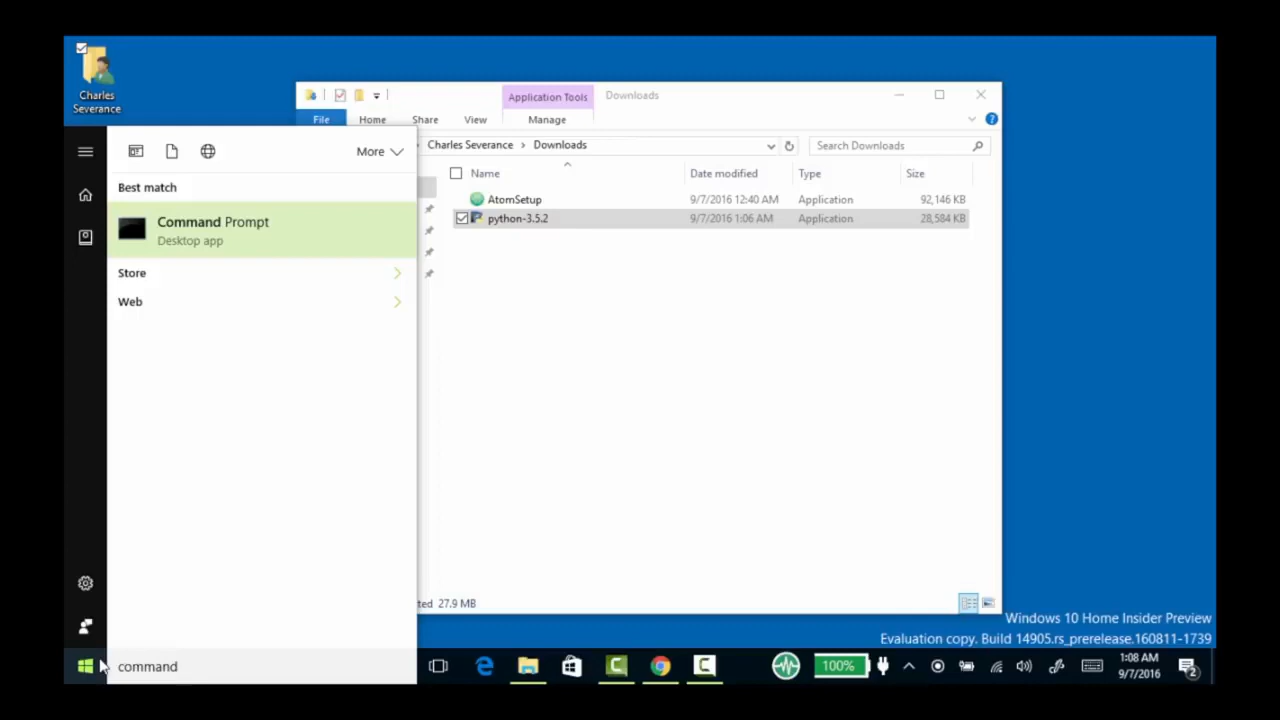 Charles
Severance
Application Tools
Downloads
File
Home
Share
View
Manage
Charles Severance > Downloads
Search Downloads
More
Best match
Command Prompt
Desktop app
Store
Web
Name
Date modified
Type
Size
AtomSetup
9/7/2016 12:40 AM
Application
92,146 KB
python-3.5.2
9/7/2016 1:06 AM
Application
28,584 KB
ted 27.9 MB
Windows 10 Home Insider Preview
Evaluation copy. Build 14905.rs_prerelease.160811-1739
command
100%
1:08 AM
9/7/2016
2